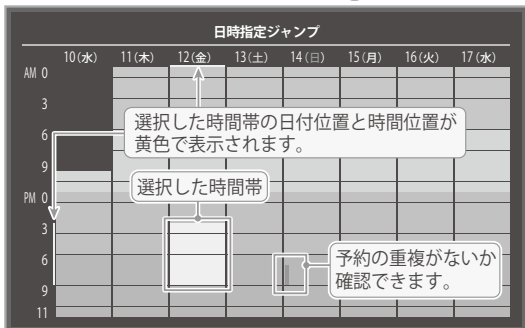 日時指定ジャンプ
10(水) 11(木) 12(金) 13(土) 14(日) 15(月) 16(火) 17(水)
AM 0
3
選択した時間帯の日付位置と時間位置が
6
黄色で表示されます。
9
選択した時間帯
PM 0
3
予約の重複がないか
6
確認できます。
9
11